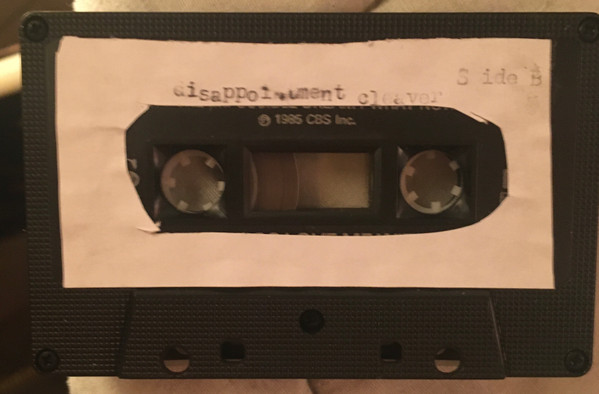 Side B
disappointment cleaver
℗ 1985 CBS Inc.